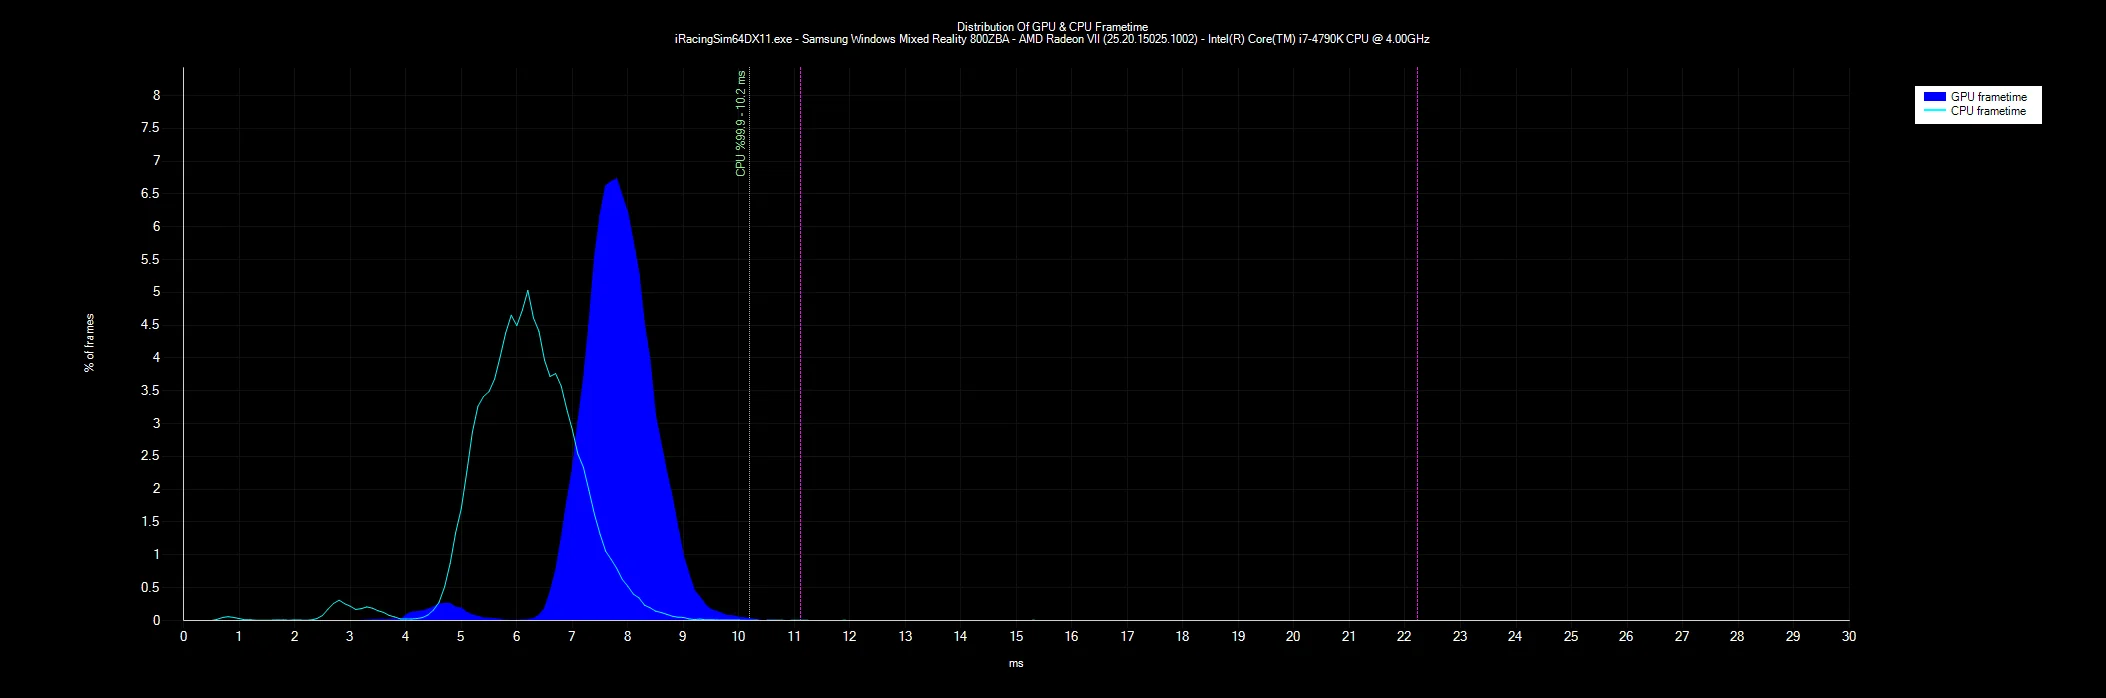 Distribution Of GPU & CPU Frametime
iRacingSim64DX11.exe - Samsung Windows Mixed Reality 800ZBA - AMD Radeon VII (25.20.15025.1002) - Intel(R) Core(TM) i7-4790K CPU @ 4.00GHz
CPU %99.9 - 10.2 ms
GPU frametime
CPU frametime
8
7.5
7
6.5
6
5.5
5
4.5
4
3.5
3
2.5
2
1.5
1
0.5
0
% of frames
0 1 2 3 4 5 6 7 8 9 10 11 12 13 14 15 16 17 18 19 20 21 22 23 24 25 26 27 28 29 30
ms